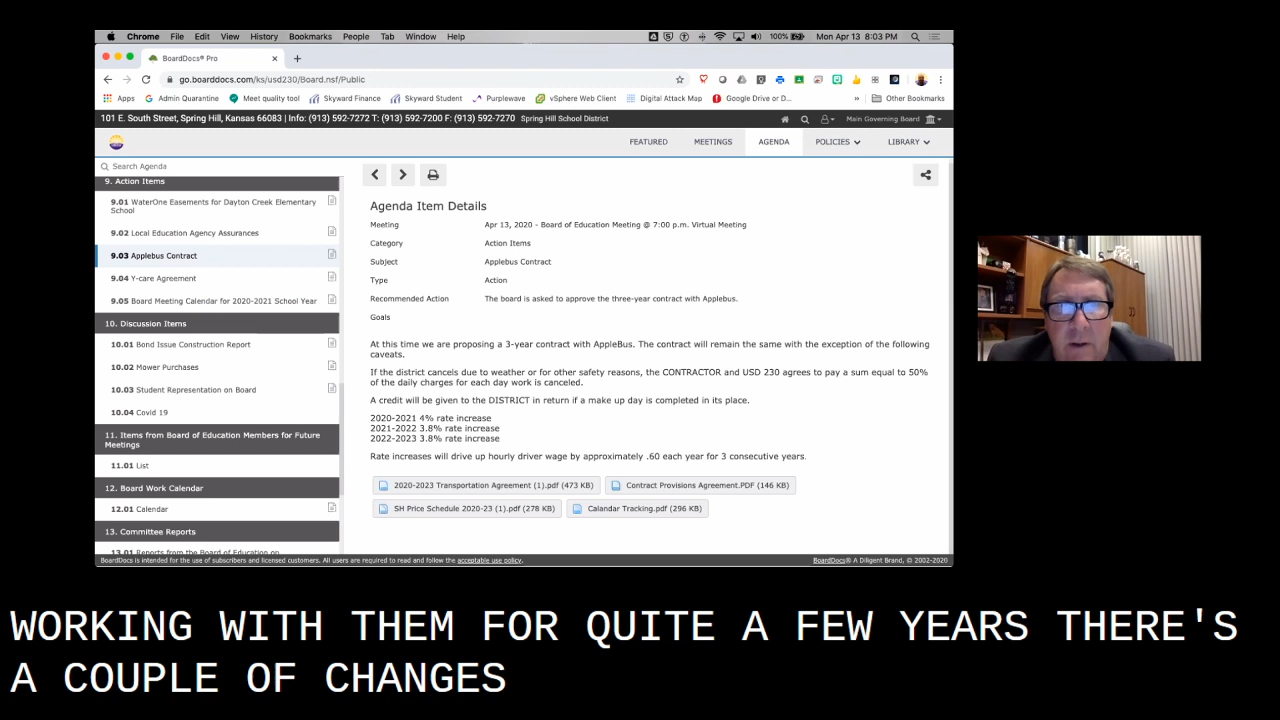 Chrome File Edit View History Bookmarks People Tab Window Help 100% Mon Apr 13 8:03 PM
BoardDocs® Pro
go.boarddocs.com/ks/usd230/Board.nsf/Public
Apps Admin Quarantine Meet quality tool Skyward Finance Skyward Student Purplewave vSphere Web Client Digital Attack Map Google Drive or D... » Other Bookmarks
101 E. South Street, Spring Hill, Kansas 66083 | Info: (913) 592-7272 T: (913) 592-7200 F: (913) 592-7270 Spring Hill School District Main Governing Board
FEATURED MEETINGS AGENDA POLICIES LIBRARY
Search Agenda
9. Action Items
9.01 WaterOne Easements for Dayton Creek Elementary
School
9.02 Local Education Agency Assurances
9.03 Applebus Contract
9.04 Y-care Agreement
9.05 Board Meeting Calendar for 2020-2021 School Year
10. Discussion Items
10.01 Bond Issue Construction Report
10.02 Mower Purchases
10.03 Student Representation on Board
10.04 Covid 19
11. Items from Board of Education Members for Future
Meetings
11.01 List
12. Board Work Calendar
12.01 Calendar
13. Committee Reports
13.01 Reports from the Board of Education on
Agenda Item Details
Meeting Apr 13, 2020 - Board of Education Meeting @ 7:00 p.m. Virtual Meeting
Category Action Items
Subject Applebus Contract
Type Action
Recommended Action The board is asked to approve the three-year contract with Applebus.
Goals
At this time we are proposing a 3-year contract with AppleBus. The contract will remain the same with the exception of the following
caveats.
If the district cancels due to weather or for other safety reasons, the CONTRACTOR and USD 230 agrees to pay a sum equal to 50%
of the daily charges for each day work is canceled.
A credit will be given to the DISTRICT in return if a make up day is completed in its place.
2020-2021 4% rate increase
2021-2022 3.8% rate increase
2022-2023 3.8% rate increase
Rate increases will drive up hourly driver wage by approximately .60 each year for 3 consecutive years.
2020-2023 Transportation Agreement (1).pdf (473 KB) Contract Provisions Agreement.PDF (146 KB)
SH Price Schedule 2020-23 (1).pdf (278 KB) Calandar Tracking.pdf (296 KB)
BoardDocs is intended for the use of subscribers and licensed customers. All users are required to read and follow the acceptable use policy. BoardDocs® A Diligent Brand, © 2002-2020
WORKING WITH THEM FOR QUITE A FEW YEARS THERE'S
A COUPLE OF CHANGES